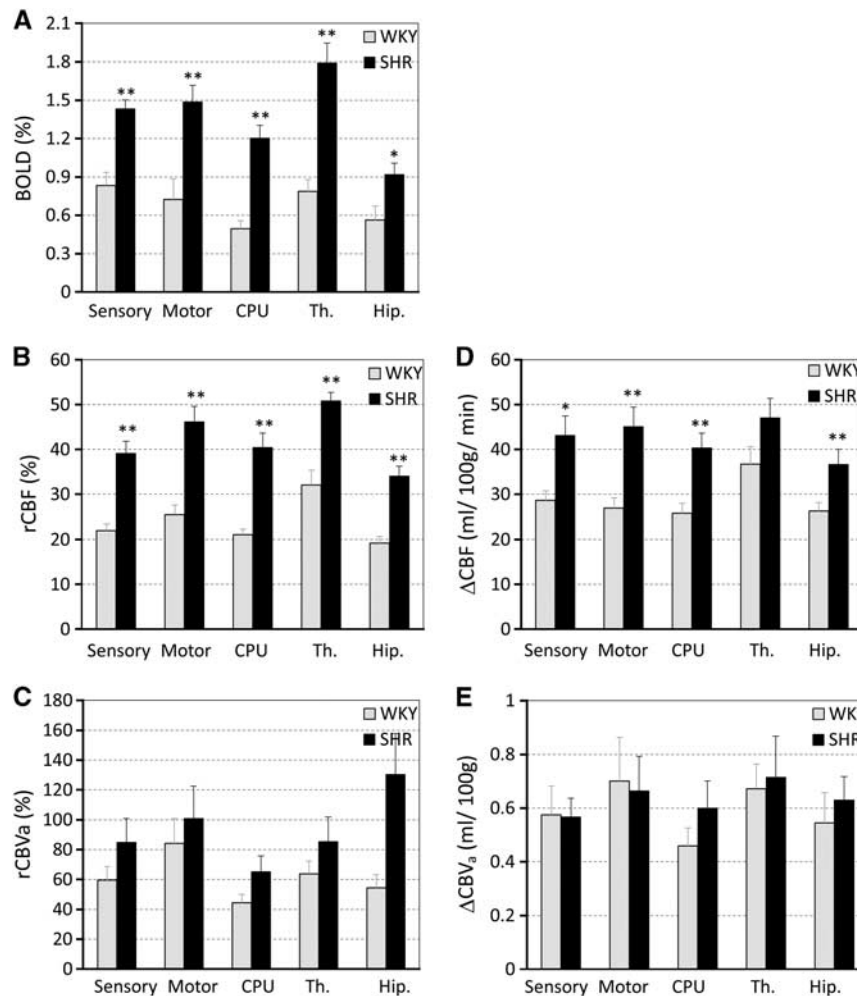 A
BOLD (%)
2.1
1.8
1.5
1.2
0.9
0.6
0.3
0
WKY
SHR
** ** ** ** *
Sensory Motor CPU Th. Hip.
B
rCBF (%)
60
50
40
30
20
10
0
WKY
SHR
** ** ** ** **
Sensory Motor CPU Th. Hip.
D
ΔCBF (ml/ 100g/ min)
60
50
40
30
20
10
0
WKY
SHR
* ** ** **
Sensory Motor CPU Th. Hip.
C
rCBVa (%)
180
160
140
120
100
80
60
40
20
0
WKY
SHR
Sensory Motor CPU Th. Hip.
E
ΔCBVₐ (ml/ 100g)
1
0.8
0.6
0.4
0.2
0
WK
SHR
Sensory Motor CPU Th. Hip.